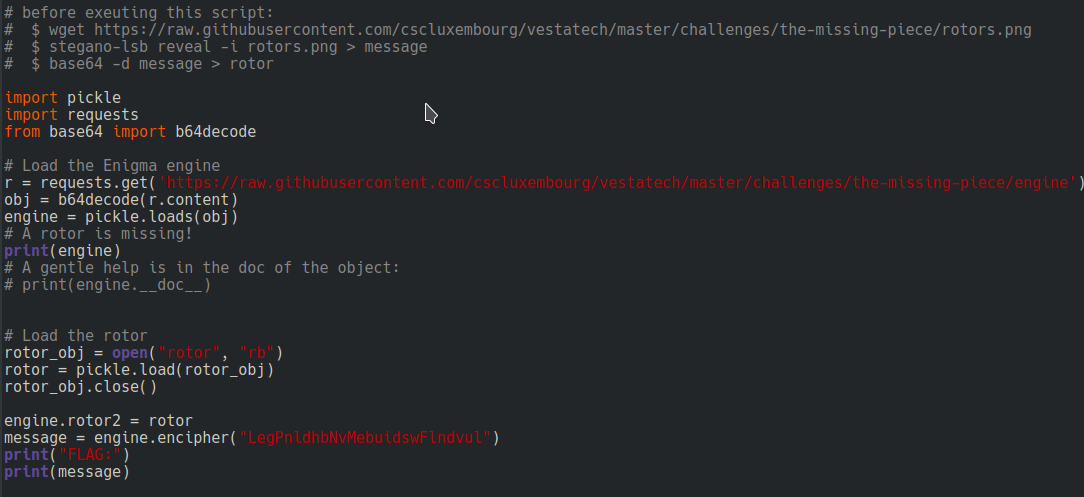 # before exeuting this script:
#  $ wget https://raw.githubusercontent.com/cscluxembourg/vestatech/master/challenges/the-missing-piece/rotors.png
#  $ stegano-lsb reveal -i rotors.png > message
#  $ base64 -d message > rotor
import pickle
import requests
from base64 import b64decode
# Load the Enigma engine
r = requests.get('https://raw.githubusercontent.com/cscluxembourg/vestatech/master/challenges/the-missing-piece/engine')
obj = b64decode(r.content)
engine = pickle.loads(obj)
# A rotor is missing!
print(engine)
# A gentle help is in the doc of the object:
# print(engine.__doc__)
# Load the rotor
rotor_obj = open("rotor", "rb")
rotor = pickle.load(rotor_obj)
rotor_obj.close()
engine.rotor2 = rotor
message = engine.encipher("LegPnldhbNvMebuidswFlndvul")
print("FLAG:")
print(message)